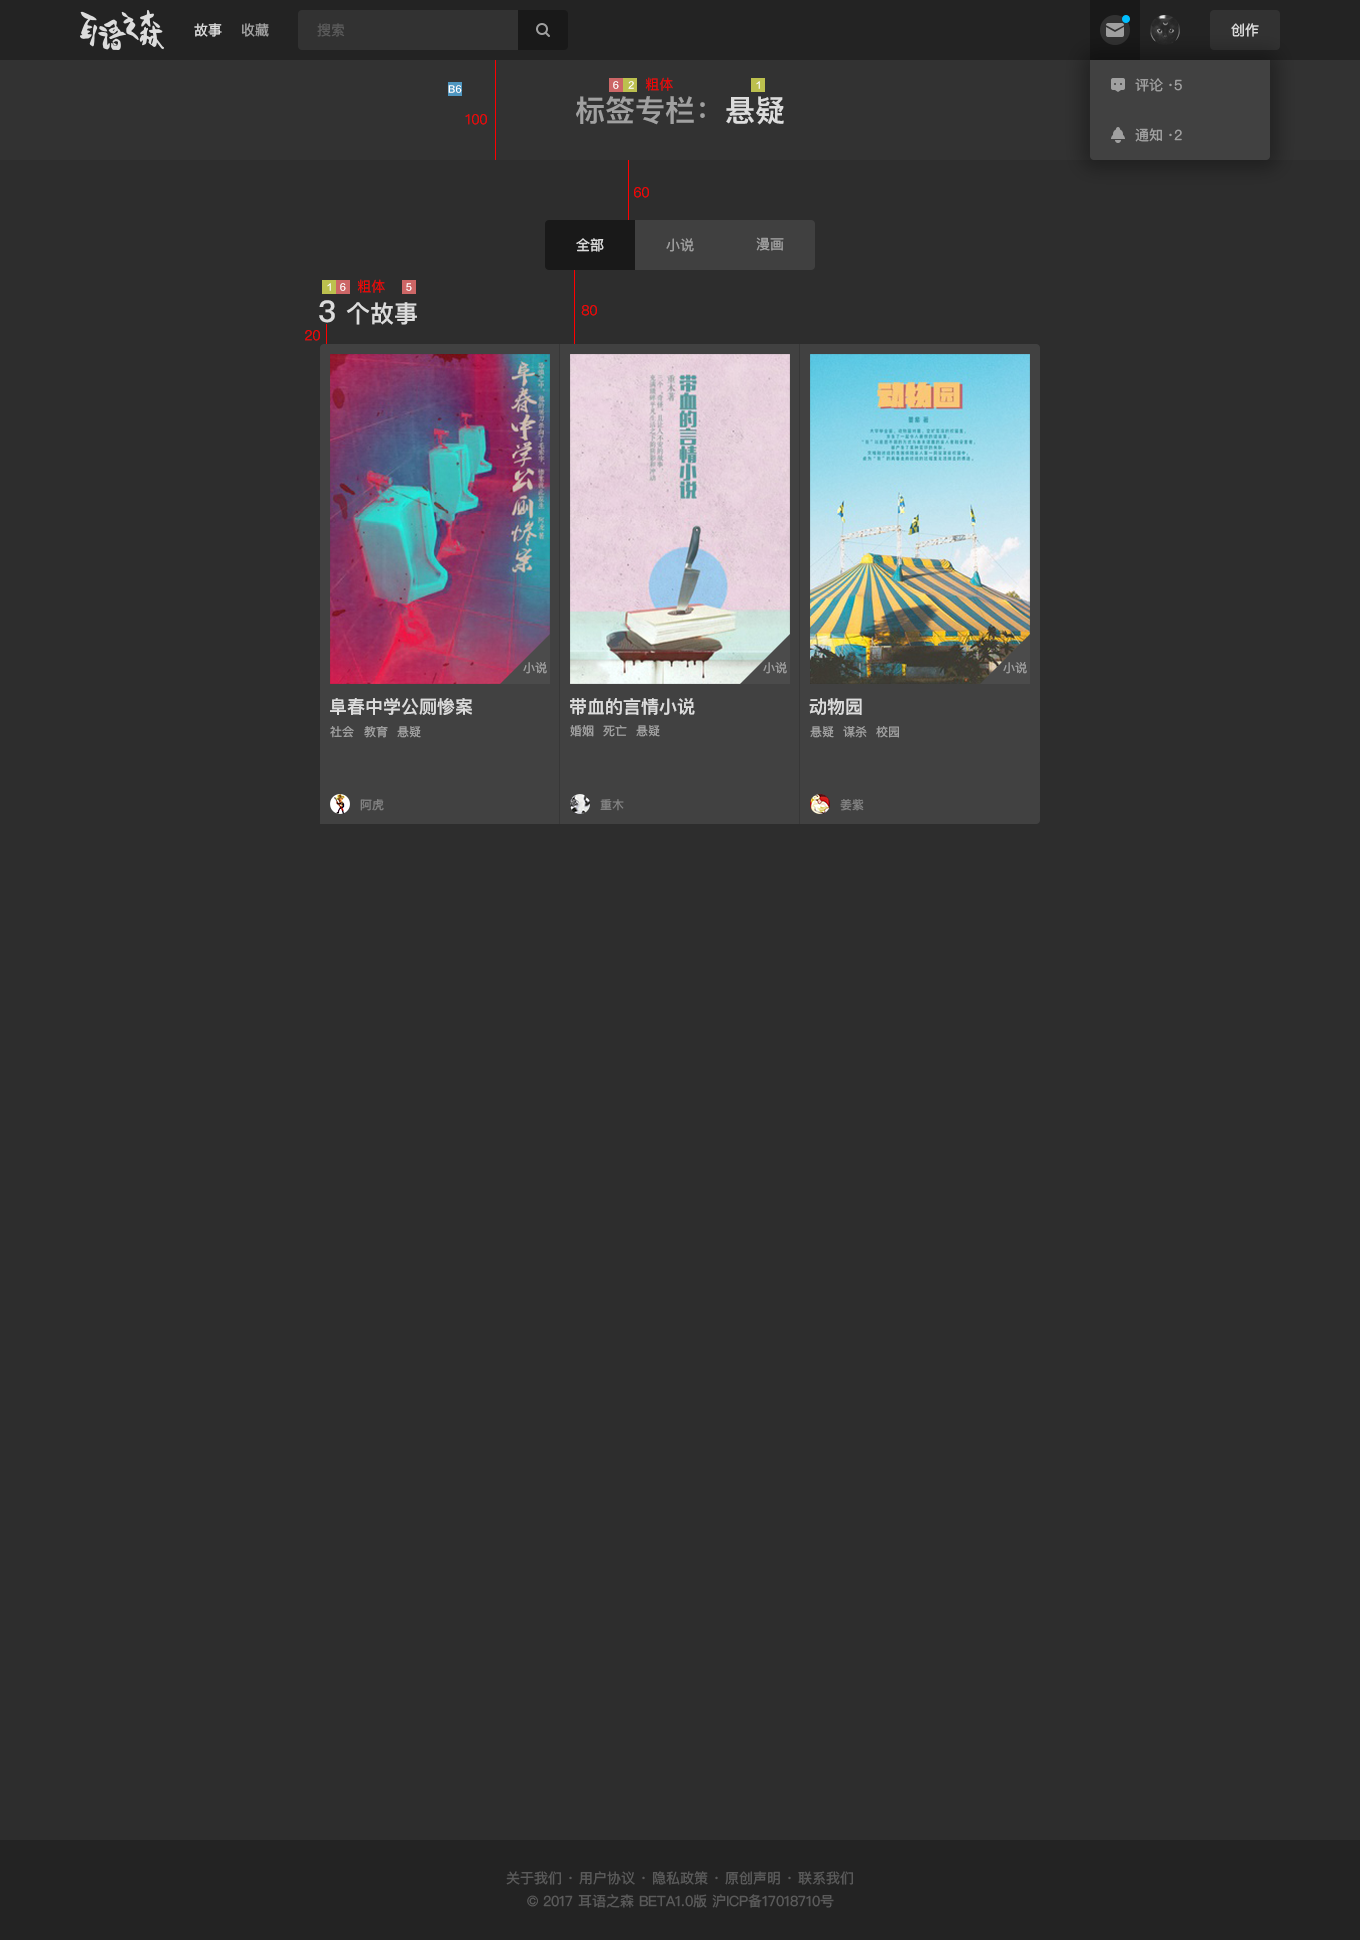 耳语之森
故事 收藏 搜索 创作
评论 ·5
通知 ·2
B6
100
6 2 粗体 1
标签专栏：悬疑
60
全部 小说 漫画
1 6 粗体 5
3 个故事
80
20
阜春中学公厕惨案
带血的言情小说
重木著
动物园
小说 小说 小说
阜春中学公厕惨案 带血的言情小说 动物园
社会 教育 悬疑 婚姻 死亡 悬疑 悬疑 谋杀 校园
阿虎 重木 姜紫
关于我们 · 用户协议 · 隐私政策 · 原创声明 · 联系我们
© 2017 耳语之森 BETA1.0版 沪ICP备17018710号